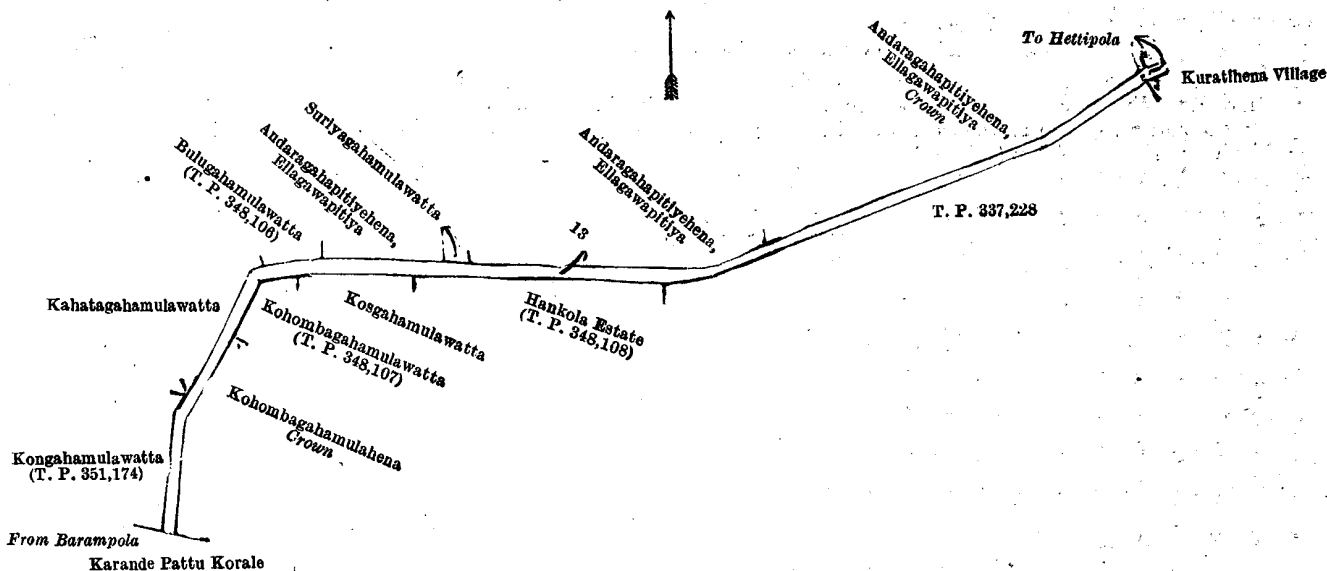 To Hettipola
Kuratihena Village
Andaragahapitiyehena,
Ellagawapitiya
Crown
T. P. 337,228
Andaragahapitiyehena,
Ellagawapitiya
13
Suriyagahamulawatta
Andaragahapitiyehena,
Ellagawapitiya
Bulugahamulawatta
(T. P. 348,106)
Kahatagahamulawatta
Kohombagahamulawatta
(T. P. 348,107)
Kosgahamulawatta
Hankola Estate
(T. P. 348,108)
Kohombagahamulahena
Crown
Kongahamulawatta
(T. P. 351,174)
From Barampola
Karande Pattu Korale